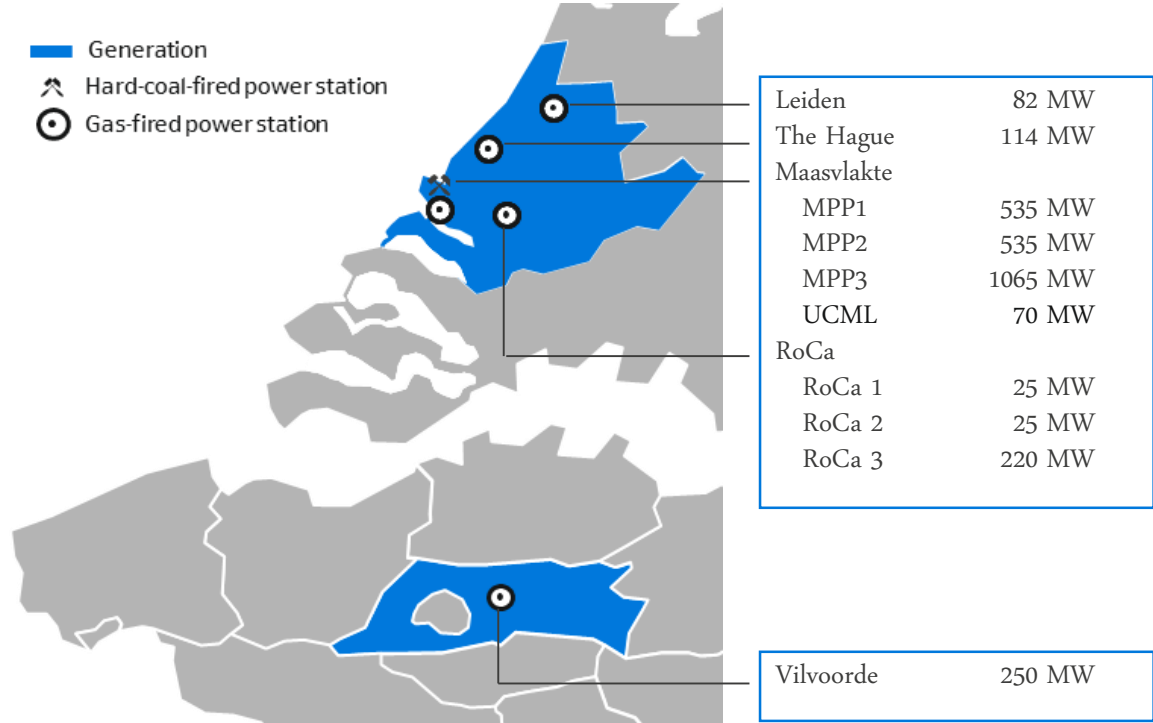 Generation
Hard-coal-fired power station
Gas-fired power station
Leiden 82 MW
The Hague 114 MW
Maasvlakte
MPP1 535 MW
MPP2 535 MW
MPP3 1065 MW
UCML 70 MW
RoCa
RoCa 1 25 MW
RoCa 2 25 MW
RoCa 3 220 MW
Vilvoorde 250 MW